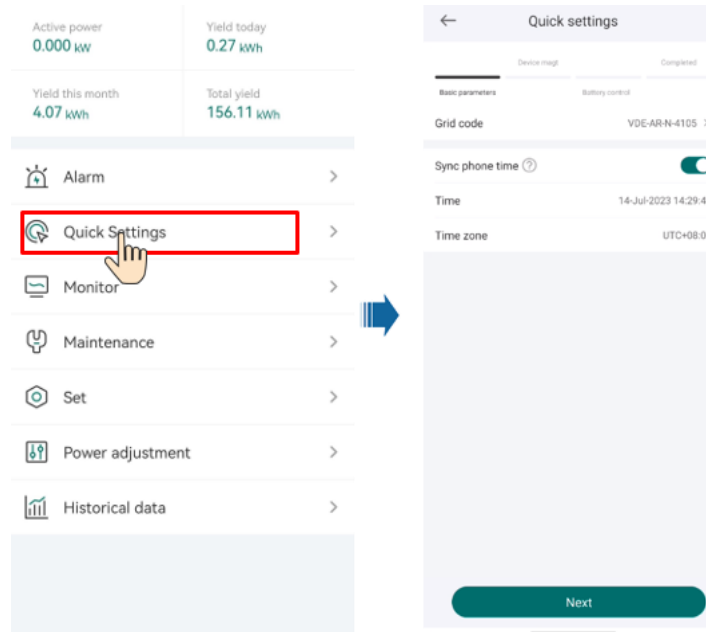 Active power
Yield today
0.000 kW
0.27 kWh
Yield this month
Total yield
4.07 kWh
156.11 kWh
Alarm
Quick Settings
Monitor
Maintenance
Set
Power adjustment
Historical data
Quick settings
Device magt
Completed
Basic parameters
Battery control
Grid code
VDE-AR-N-4105
Sync phone time ?
Time
14-Jul-2023 14:29:4
Time zone
UTC+08:0
Next